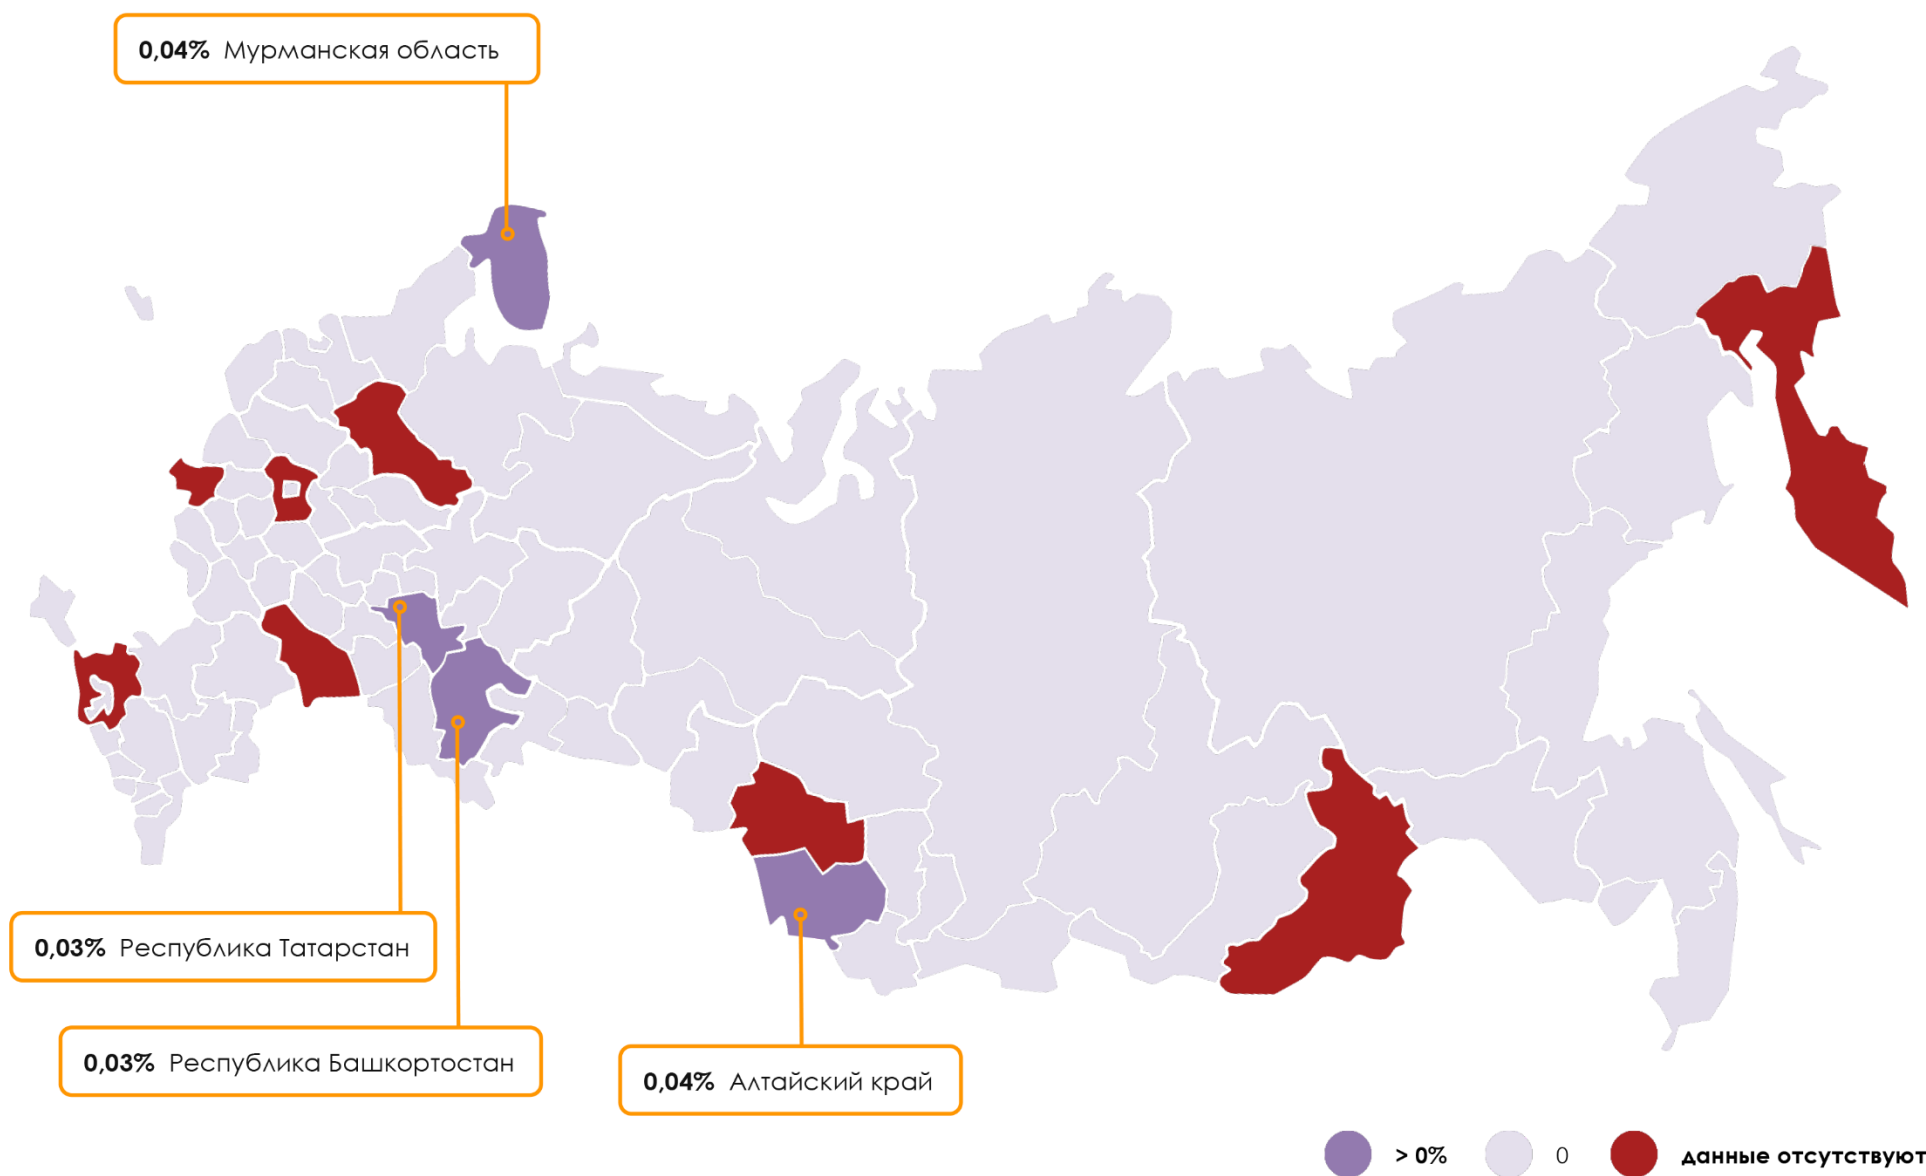 0,04% Мурманская область
0,03% Республика Татарстан
0,03% Республика Башкортостан
0,04% Алтайский край
> 0% 0 данные отсутствуют